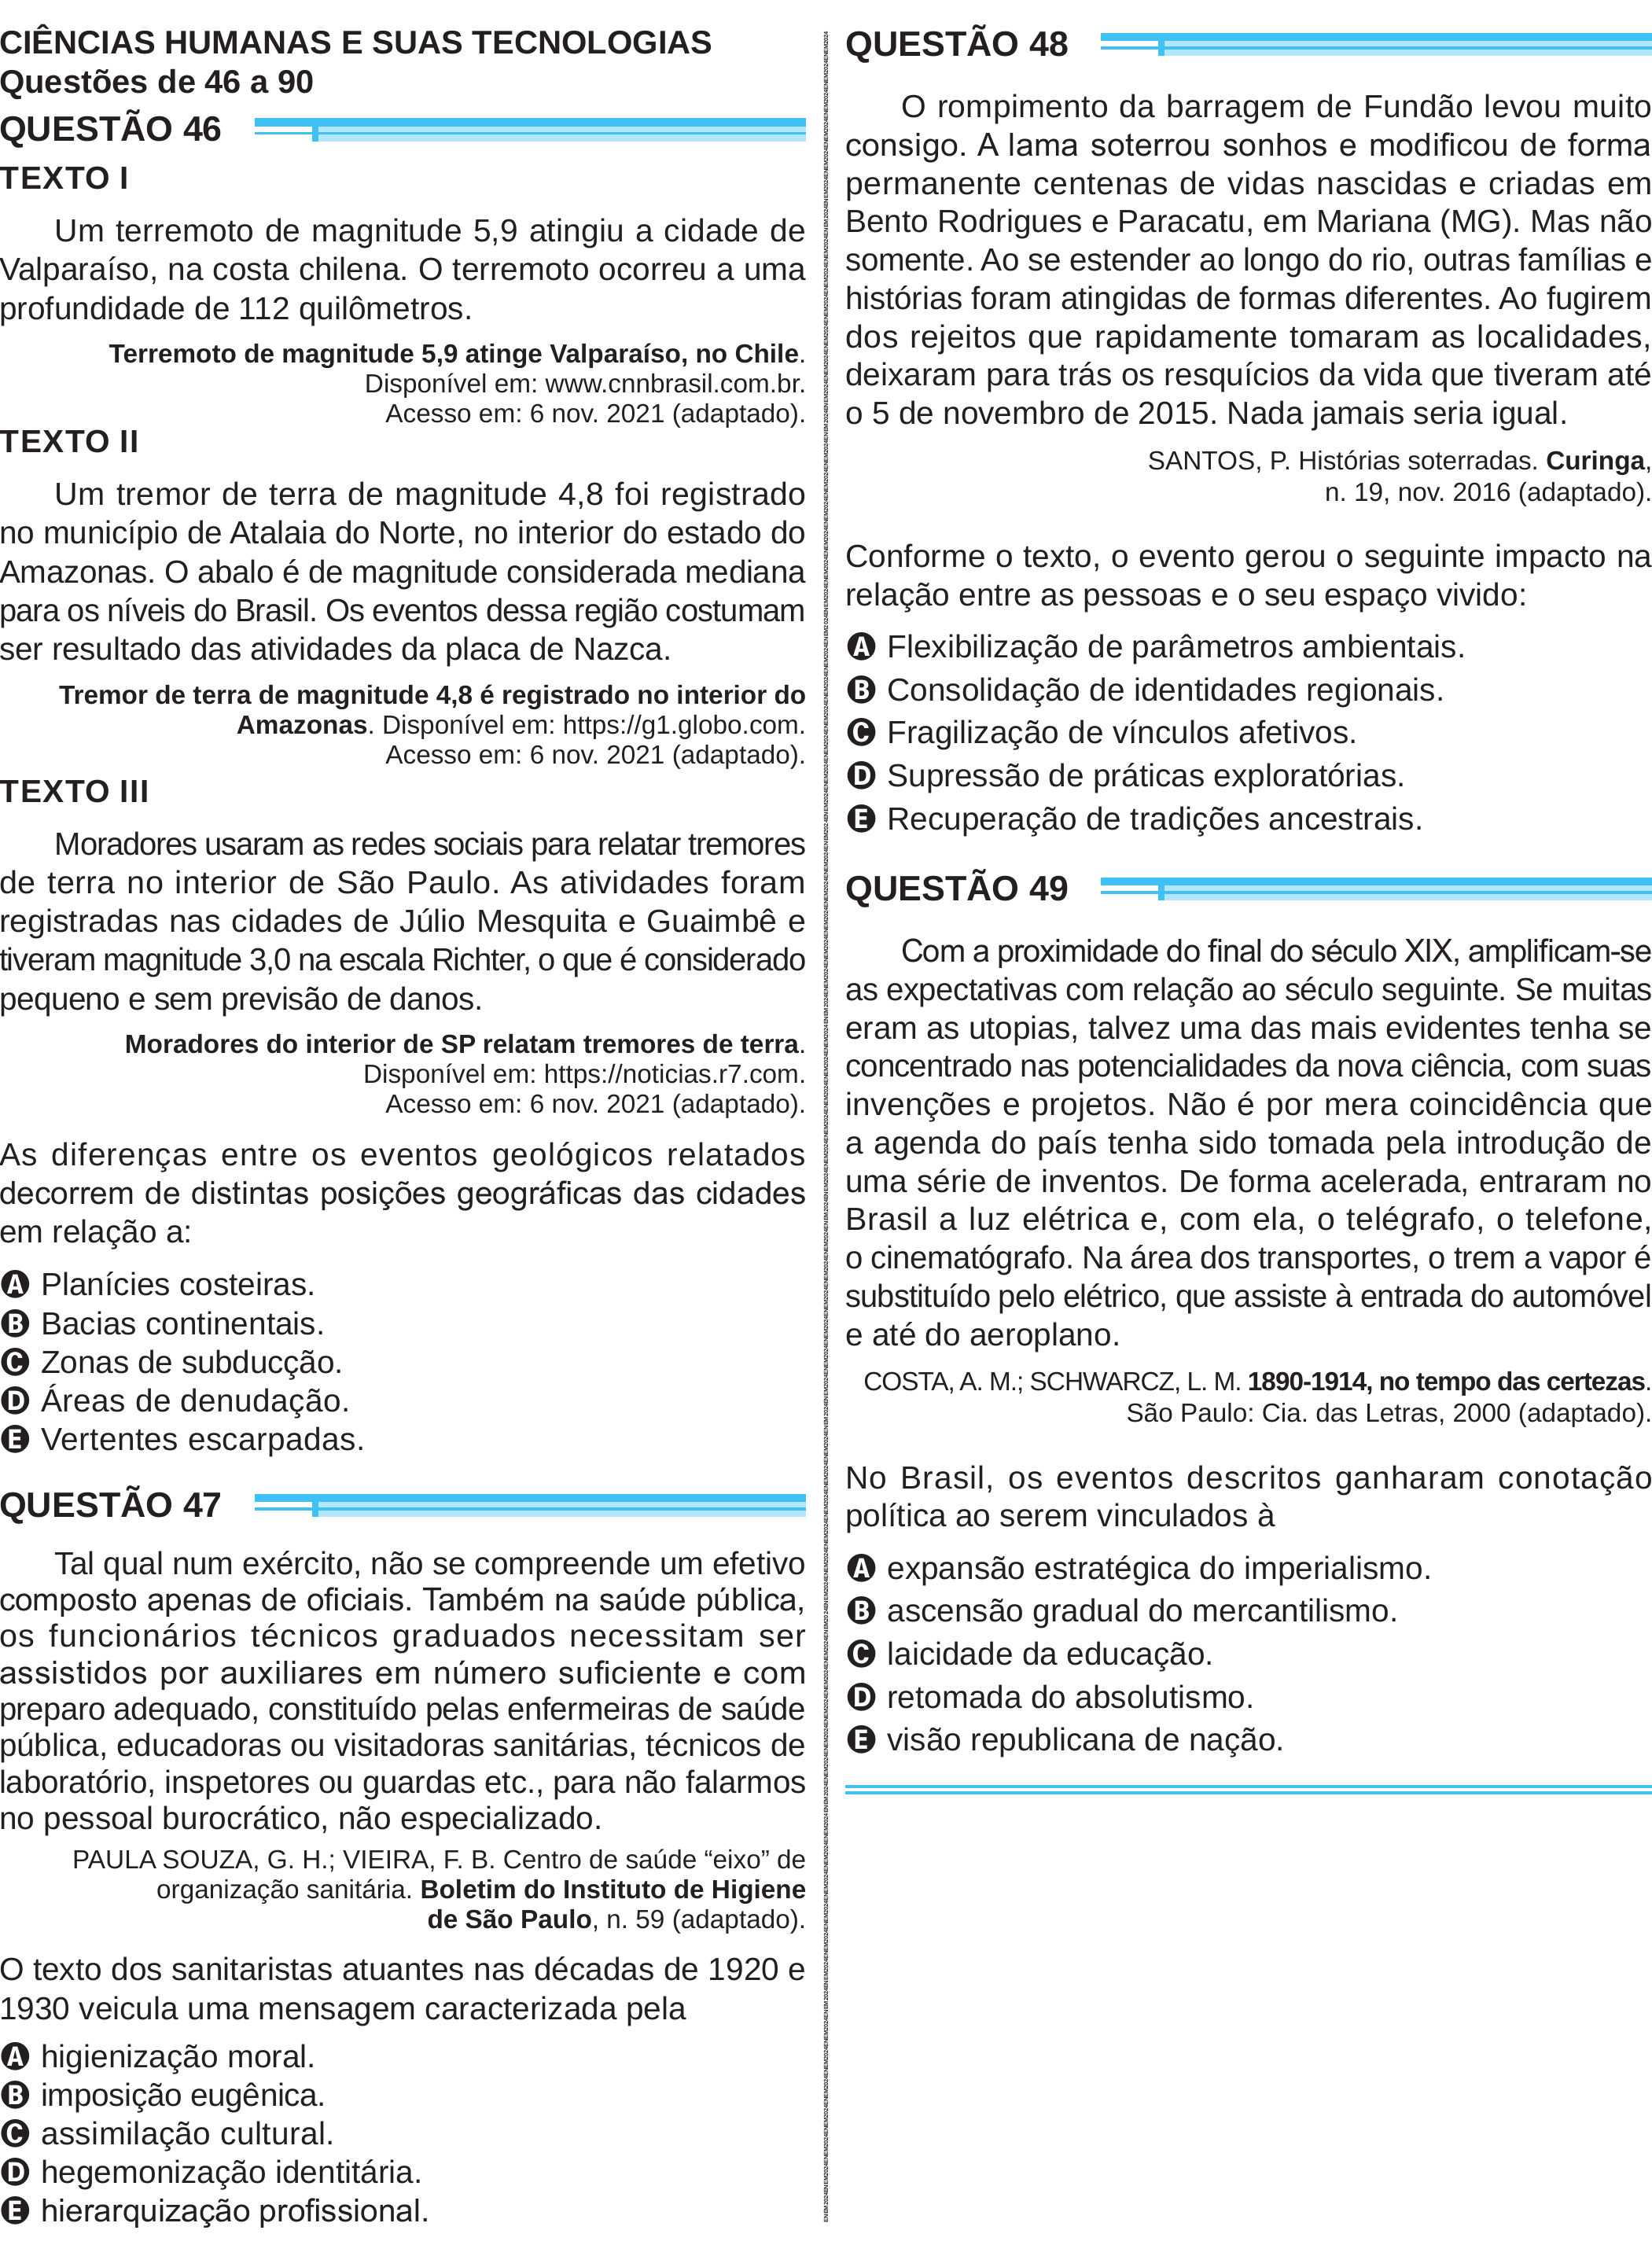 CIÊNCIAS HUMANAS E SUAS TECNOLOGIAS
Questões de 46 a 90
QUESTÃO 46
TEXTO I
Um terremoto de magnitude 5,9 atingiu a cidade de
Valparaíso, na costa chilena. O terremoto ocorreu a uma
profundidade de 112 quilômetros.
Terremoto de magnitude 5,9 atinge Valparaíso, no Chile.
Disponível em: www.cnnbrasil.com.br.
Acesso em: 6 nov. 2021 (adaptado).
TEXTO II
Um tremor de terra de magnitude 4,8 foi registrado
no município de Atalaia do Norte, no interior do estado do
Amazonas. O abalo é de magnitude considerada mediana
para os níveis do Brasil. Os eventos dessa região costumam
ser resultado das atividades da placa de Nazca.
Tremor de terra de magnitude 4,8 é registrado no interior do
Amazonas. Disponível em: https://g1.globo.com.
Acesso em: 6 nov. 2021 (adaptado).
TEXTO III
Moradores usaram as redes sociais para relatar tremores
de terra no interior de São Paulo. As atividades foram
registradas nas cidades de Júlio Mesquita e Guaimbê e
tiveram magnitude 3,0 na escala Richter, o que é considerado
pequeno e sem previsão de danos.
Moradores do interior de SP relatam tremores de terra.
Disponível em: https://noticias.r7.com.
Acesso em: 6 nov. 2021 (adaptado).
As diferenças entre os eventos geológicos relatados
decorrem de distintas posições geográficas das cidades
em relação a:
A Planícies costeiras.
B Bacias continentais.
C Zonas de subducção.
D Áreas de denudação.
E Vertentes escarpadas.
QUESTÃO 47
Tal qual num exército, não se compreende um efetivo
composto apenas de oficiais. Também na saúde pública,
os funcionários técnicos graduados necessitam ser
assistidos por auxiliares em número suficiente e com
preparo adequado, constituído pelas enfermeiras de saúde
pública, educadoras ou visitadoras sanitárias, técnicos de
laboratório, inspetores ou guardas etc., para não falarmos
no pessoal burocrático, não especializado.
PAULA SOUZA, G. H.; VIEIRA, F. B. Centro de saúde “eixo” de
organização sanitária. Boletim do Instituto de Higiene
de São Paulo, n. 59 (adaptado).
O texto dos sanitaristas atuantes nas décadas de 1920 e
1930 veicula uma mensagem caracterizada pela
A higienização moral.
B imposição eugênica.
C assimilação cultural.
D hegemonização identitária.
E hierarquização profissional.
QUESTÃO 48
O rompimento da barragem de Fundão levou muito
consigo. A lama soterrou sonhos e modificou de forma
permanente centenas de vidas nascidas e criadas em
Bento Rodrigues e Paracatu, em Mariana (MG). Mas não
somente. Ao se estender ao longo do rio, outras famílias e
histórias foram atingidas de formas diferentes. Ao fugirem
dos rejeitos que rapidamente tomaram as localidades,
deixaram para trás os resquícios da vida que tiveram até
o 5 de novembro de 2015. Nada jamais seria igual.
SANTOS, P. Histórias soterradas. Curinga,
n. 19, nov. 2016 (adaptado).
Conforme o texto, o evento gerou o seguinte impacto na
relação entre as pessoas e o seu espaço vivido:
A Flexibilização de parâmetros ambientais.
B Consolidação de identidades regionais.
C Fragilização de vínculos afetivos.
D Supressão de práticas exploratórias.
E Recuperação de tradições ancestrais.
QUESTÃO 49
Com a proximidade do final do século XIX, amplificam-se
as expectativas com relação ao século seguinte. Se muitas
eram as utopias, talvez uma das mais evidentes tenha se
concentrado nas potencialidades da nova ciência, com suas
invenções e projetos. Não é por mera coincidência que
a agenda do país tenha sido tomada pela introdução de
uma série de inventos. De forma acelerada, entraram no
Brasil a luz elétrica e, com ela, o telégrafo, o telefone,
o cinematógrafo. Na área dos transportes, o trem a vapor é
substituído pelo elétrico, que assiste à entrada do automóvel
e até do aeroplano.
COSTA, A. M.; SCHWARCZ, L. M. 1890-1914, no tempo das certezas.
São Paulo: Cia. das Letras, 2000 (adaptado).
No Brasil, os eventos descritos ganharam conotação
política ao serem vinculados à
A expansão estratégica do imperialismo.
B ascensão gradual do mercantilismo.
C laicidade da educação.
D retomada do absolutismo.
E visão republicana de nação.